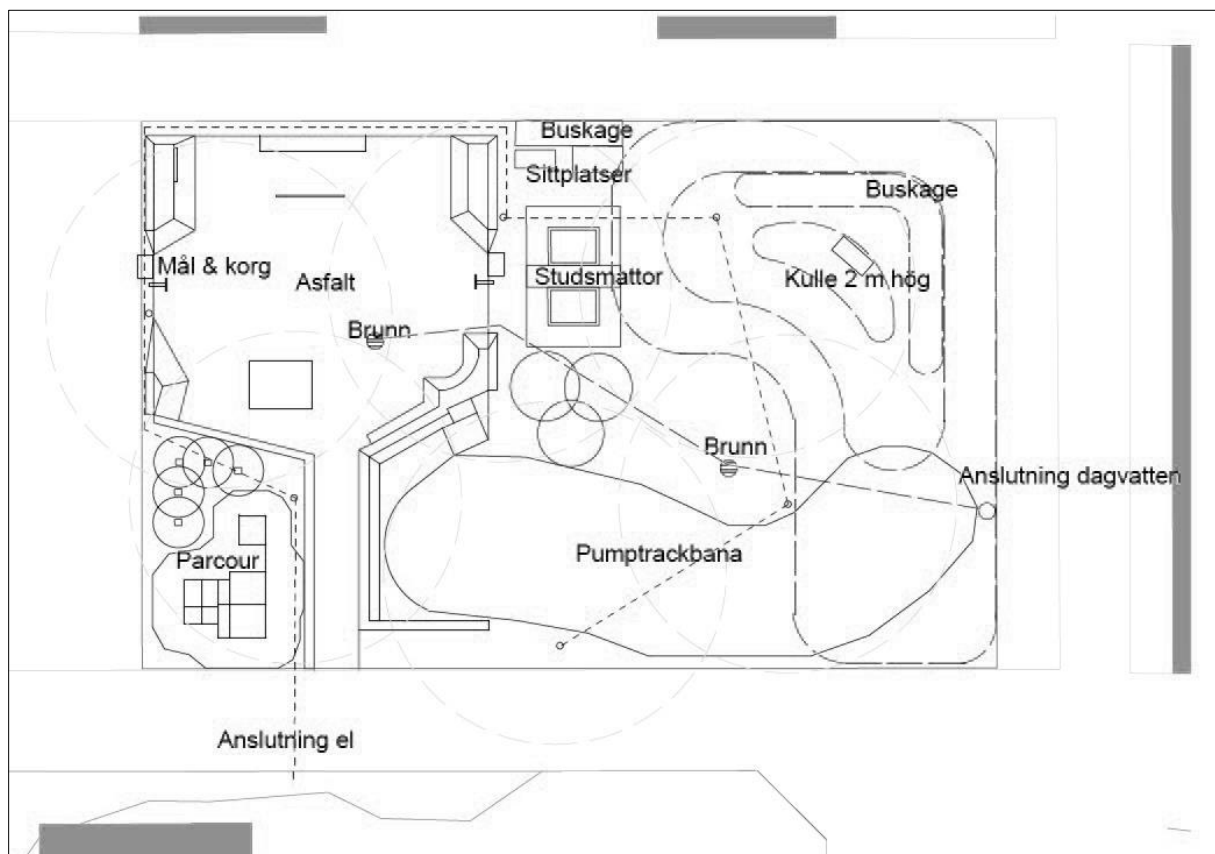 Buskage
Sittplatser
Buskage
Mål & korg
Asfalt
Studsmattor
Kulle 2 m hög
Brunn
Brunn
Anslutning dagvatten
Parcour
Pumptrackbana
Anslutning el